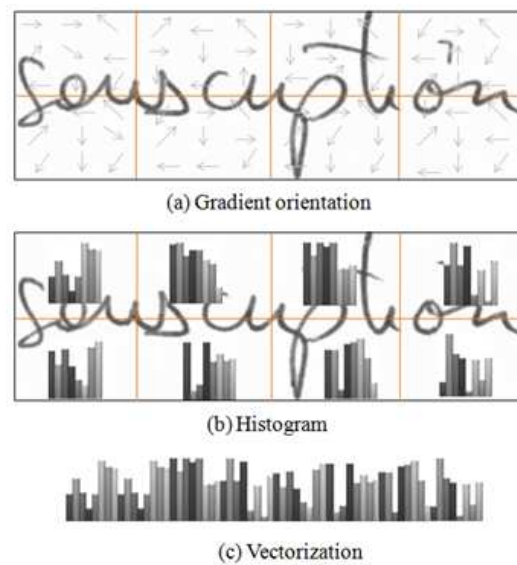 Souscription
(a) Gradient orientation
Souscription
(b) Histogram
(c) Vectorization